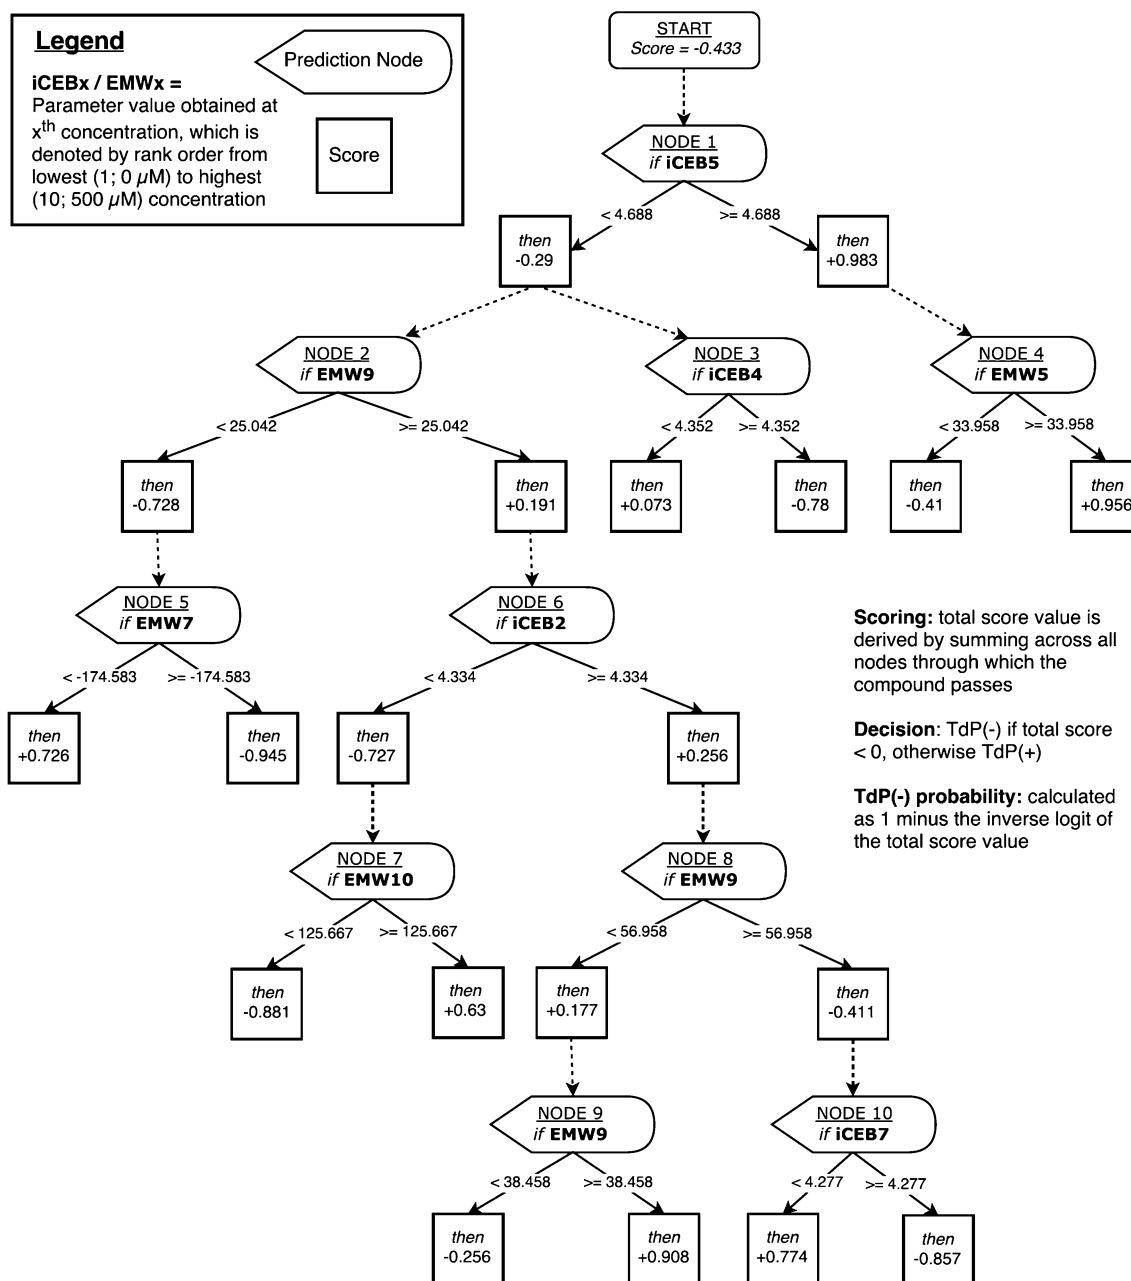 Legend
Prediction Node
iCEBx / EMWx =
Parameter value obtained at
xth concentration, which is
denoted by rank order from
lowest (1; 0 µM) to highest
(10; 500 µM) concentration
Score
START
Score = -0.433
NODE 1
if iCEB5
< 4.688
>= 4.688
then
-0.29
then
+0.983
NODE 2
if EMW9
NODE 3
if iCEB4
NODE 4
if EMW5
< 25.042
>= 25.042
< 4.352
>= 4.352
< 33.958
>= 33.958
then
-0.728
then
+0.191
then
+0.073
then
-0.78
then
-0.41
then
+0.956
NODE 5
if EMW7
NODE 6
if iCEB2
Scoring: total score value is
derived by summing across all
nodes through which the
compound passes
Decision: TdP(-) if total score
< 0, otherwise TdP(+)
TdP(-) probability: calculated
as 1 minus the inverse logit of
the total score value
< -174.583
>= -174.583
< 4.334
>= 4.334
then
+0.726
then
-0.945
then
-0.727
then
+0.256
NODE 7
if EMW10
NODE 8
if EMW9
< 125.667
>= 125.667
< 56.958
>= 56.958
then
-0.881
then
+0.63
then
+0.177
then
-0.411
NODE 9
if EMW9
NODE 10
if iCEB7
< 38.458
>= 38.458
< 4.277
>= 4.277
then
-0.256
then
+0.908
then
+0.774
then
-0.857